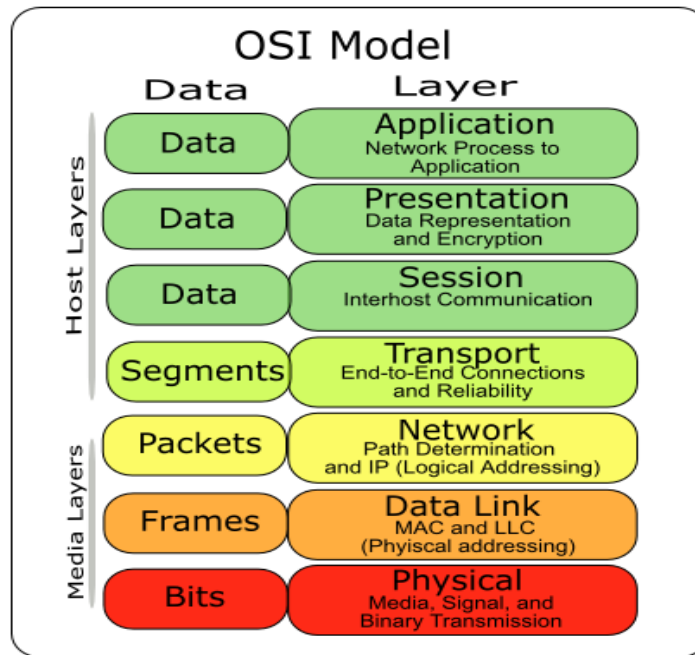 OSI Model
Data Layer
Host Layers
Data
Application
Network Process to
Application
Data
Presentation
Data Representation
and Encryption
Data
Session
Interhost Communication
Segments
Transport
End-to-End Connections
and Reliability
Media Layers
Packets
Network
Path Determination
and IP (Logical Addressing)
Frames
Data Link
MAC and LLC
(Phyiscal addressing)
Bits
Physical
Media, Signal, and
Binary Transmission